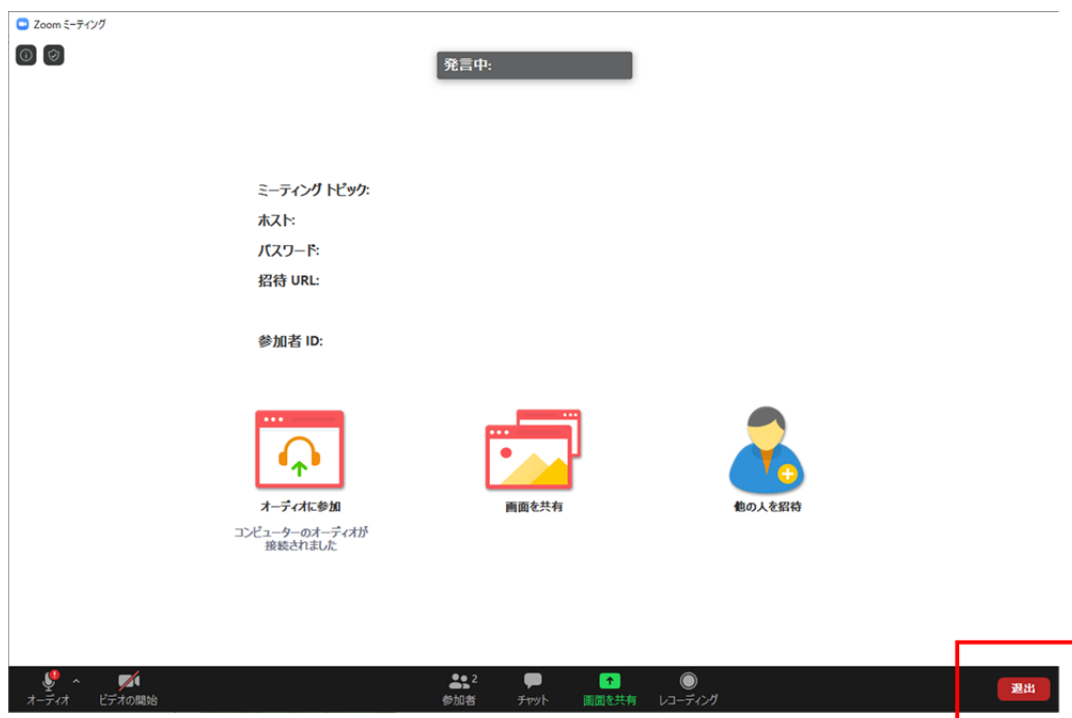 Zoom ミーティング
発言中:
ミーティング トピック:
ホスト:
パスワード:
招待 URL:
参加者 ID:
オーディオに参加
画面を共有
他の人を招待
コンピューターのオーディオが
接続されました
オーディオ
ビデオの開始
2
参加者
チャット
画面を共有
レコーディング
退出